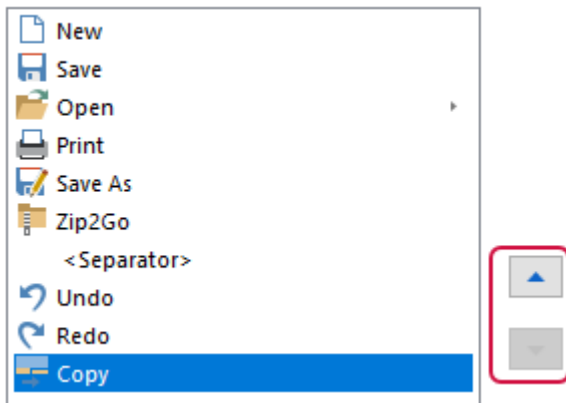 New
Save
Open
Print
Save As
Zip2Go
<Separator>
Undo
Redo
Copy